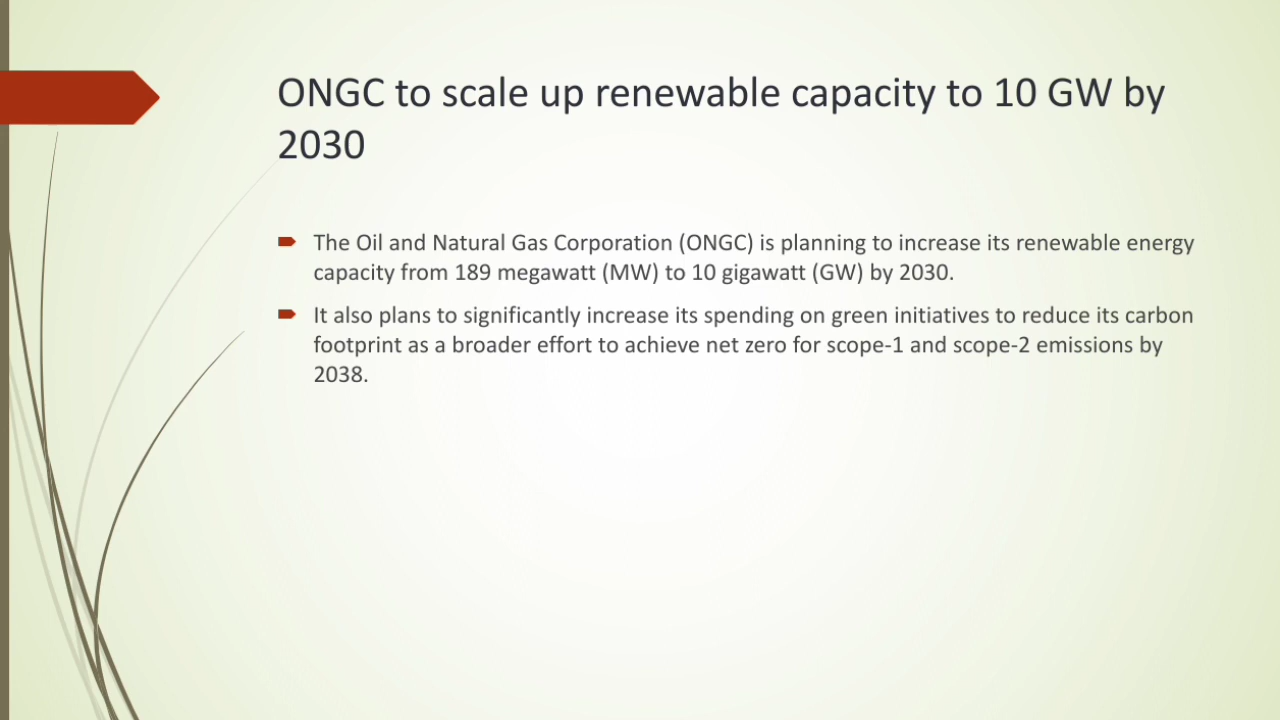 ONGC to scale up renewable capacity to 10 GW by
2030
The Oil and Natural Gas Corporation (ONGC) is planning to increase its renewable energy
capacity from 189 megawatt (MW) to 10 gigawatt (GW) by 2030.
It also plans to significantly increase its spending on green initiatives to reduce its carbon
footprint as a broader effort to achieve net zero for scope-1 and scope-2 emissions by
2038.